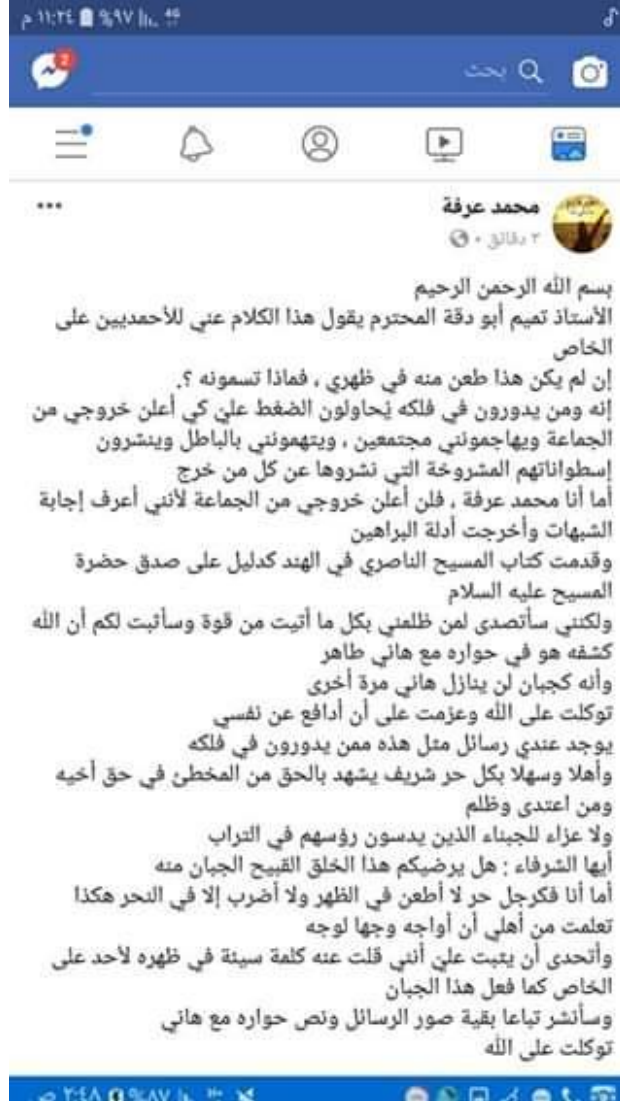 ١١:٢٤ م ٩٧% 4G
2
بحث
محمد عرفة
٣ دقائق
بسم الله الرحمن الرحيم
الأستاذ تميم أبو دقة المحترم يقول هذا الكلام عني للأحمديين على
الخاص
إن لم يكن هذا طعن منه في ظهري ، فماذا تسمونه ؟.
إنه ومن يدورون في فلكه يُحاولون الضغط علي كي أعلن خروجي من
الجماعة ويهاجمونني مجتمعين ، ويتهمونني بالباطل وينشرون
إسطواناتهم المشروخة التي نشروها عن كل من خرج
أما أنا محمد عرفة ، فلن أعلن خروجي من الجماعة لأنني أعرف إجابة
الشبهات وأخرجت أدلة البراهين
وقدمت كتاب المسيح الناصري في الهند كدليل على صدق حضرة
المسيح عليه السلام
ولكنني سأتصدى لمن ظلمني بكل ما أتيت من قوة وسأثبت لكم أن الله
كشفه هو في حواره مع هاني طاهر
وأنه كجبان لن ينازل هاني مرة أخرى
توكلت على الله وعزمت على أن أدافع عن نفسي
يوجد عندي رسائل مثل هذه ممن يدورون في فلكه
وأهلا وسهلا بكل حر شريف يشهد بالحق من المخطئ في حق أخيه
ومن اعتدى وظلم
ولا عزاء للجبناء الذين يدسون رؤسهم في التراب
أيها الشرفاء : هل يرضيكم هذا الخلق القبيح الجبان منه
أما أنا فكرجل حر لا أطعن في الظهر ولا أضرب إلا في النحر هكذا
تعلمت من أهلي أن أواجه وجها لوجه
وأتحدى أن يثبت علي أنني قلت عنه كلمة سيئة في ظهره لأحد على
الخاص كما فعل هذا الجبان
وسأنشر تباعا بقية صور الرسائل ونص حواره مع هاني
توكلت على الله
٢:٤٨ ص ٨٧%